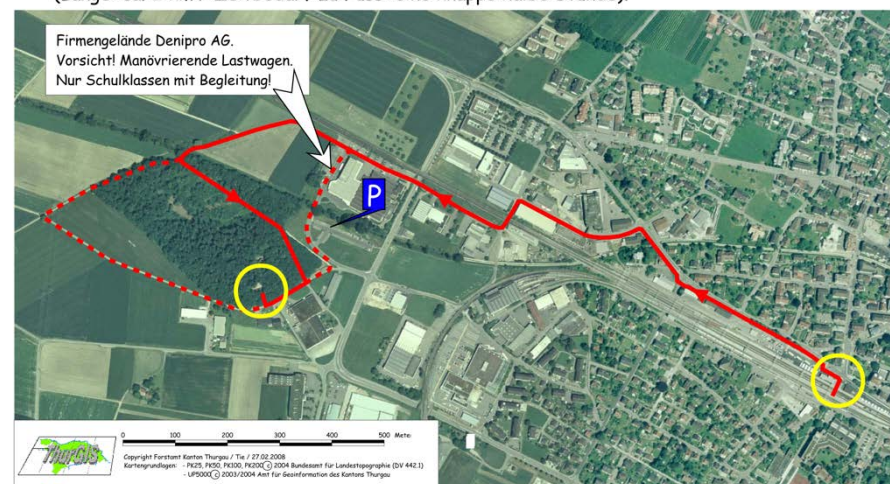 Firmengelände Denipro AG.
Vorsicht! Manövrierende Lastwagen.
Nur Schulklassen mit Begleitung!
P
0 100 200 300 400 500 Mete
ThurGIS
Copyright Forstamt Kanton Thurgau / Tie / 27.02.2008
Kartengrundlagen: - PK25, PK50, PK100, PK200 (c) 2004 Bundesamt für Landestopographie (DV 442.1)
- UP5000 (c) 2003/2004 Amt für Geoinformation des Kantons Thurgau